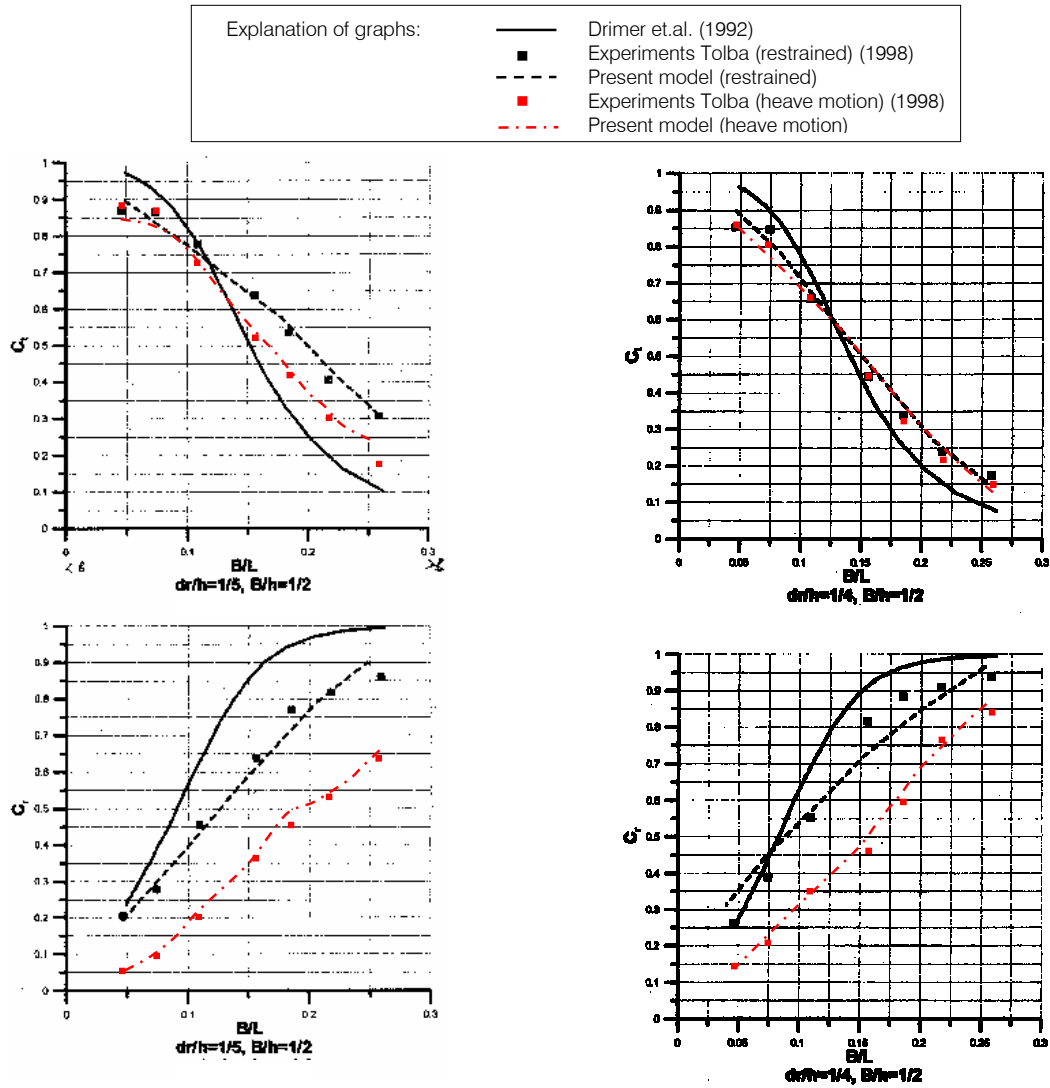 Explanation of graphs:
Drimer et.al. (1992)
Experiments Tolba (restrained) (1998)
Present model (restrained)
Experiments Tolba (heave motion) (1998)
Present model (heave motion)
1
0.9
0.8
0.7
0.6
0.5
0.4
0.3
0.2
0.1
0
Ct
0 0.1 0.2 0.3
B/L
dr/h=1/5, B/h=1/2
1
0.9
0.8
0.7
0.6
0.5
0.4
0.3
0.2
0.1
0
Ct
0 0.05 0.1 0.15 0.2 0.25 0.3
B/L
dr/h=1/4, B/h=1/2
1
0.9
0.8
0.7
0.6
0.5
0.4
0.3
0.2
0.1
0
Cr
0 0.1 0.2 0.3
B/L
dr/h=1/5, B/h=1/2
1
0.9
0.8
0.7
0.6
0.5
0.4
0.3
0.2
0.1
0
Cr
0 0.05 0.1 0.15 0.2 0.25 0.3
B/L
dr/h=1/4, B/h=1/2